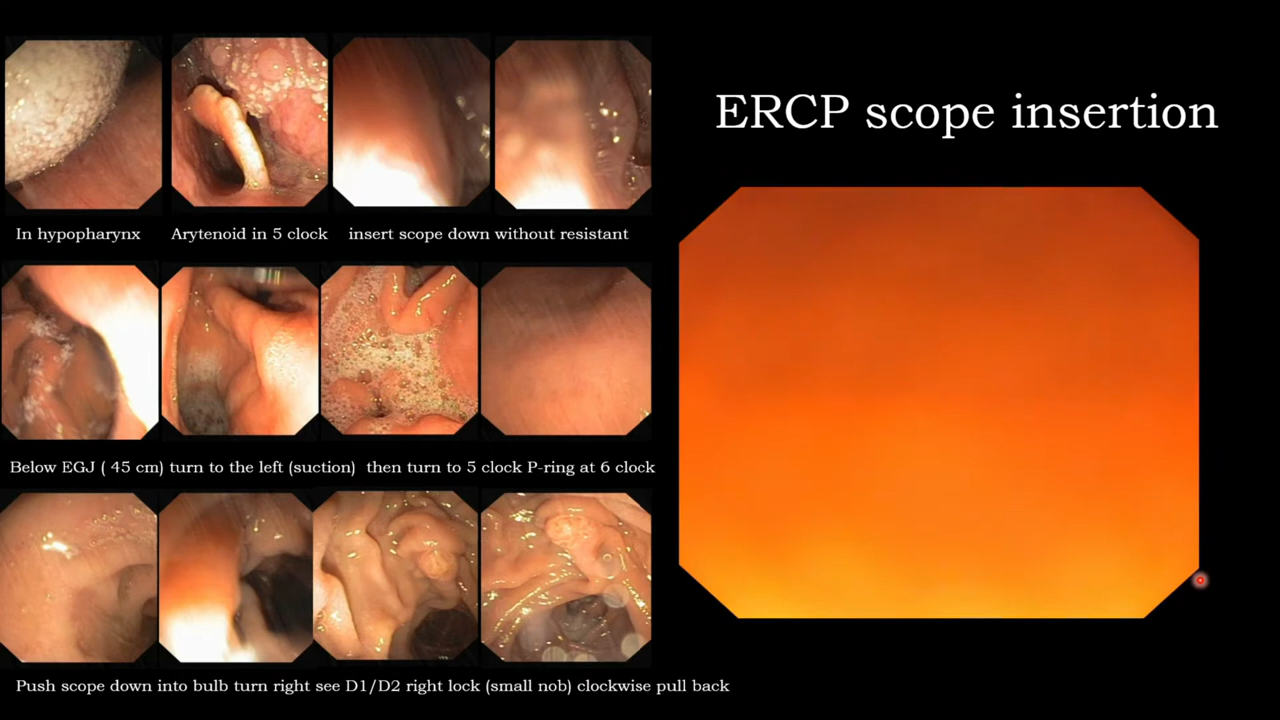 ERCP scope insertion
In hypopharynx
Arytenoid in 5 clock
insert scope down without resistant
Below EGJ ( 45 cm) turn to the left (suction) then turn to 5 clock P-ring at 6 clock
Push scope down into bulb turn right see D1/D2 right lock (small nob) clockwise pull back